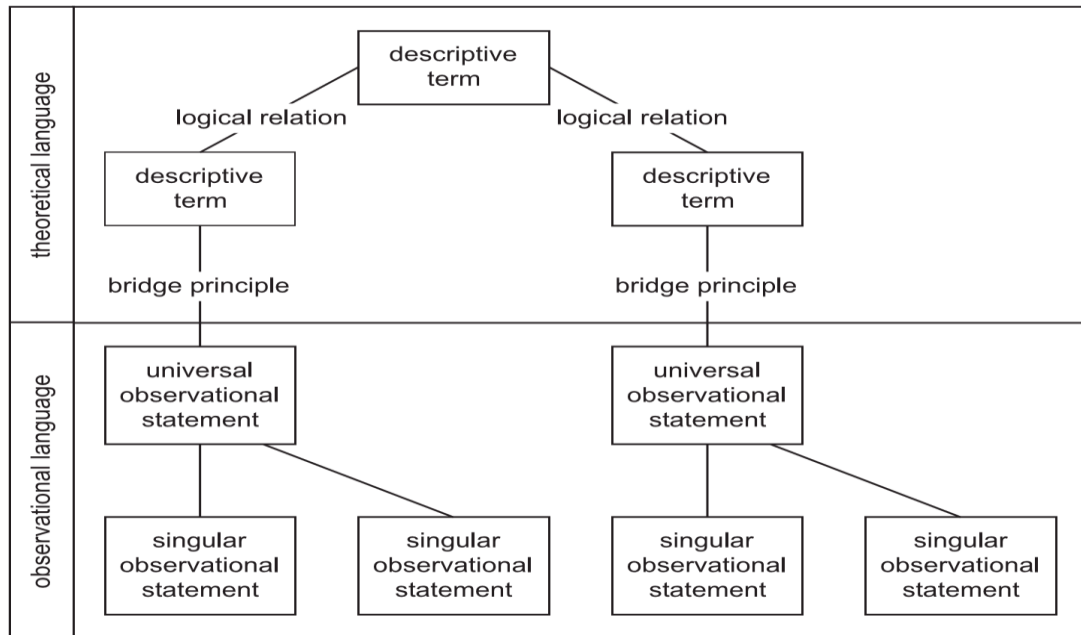 theoretical language
descriptive
term
logical relation
logical relation
descriptive
term
descriptive
term
bridge principle
bridge principle
observational language
universal
observational
statement
universal
observational
statement
singular
observational
statement
singular
observational
statement
singular
observational
statement
singular
observational
statement